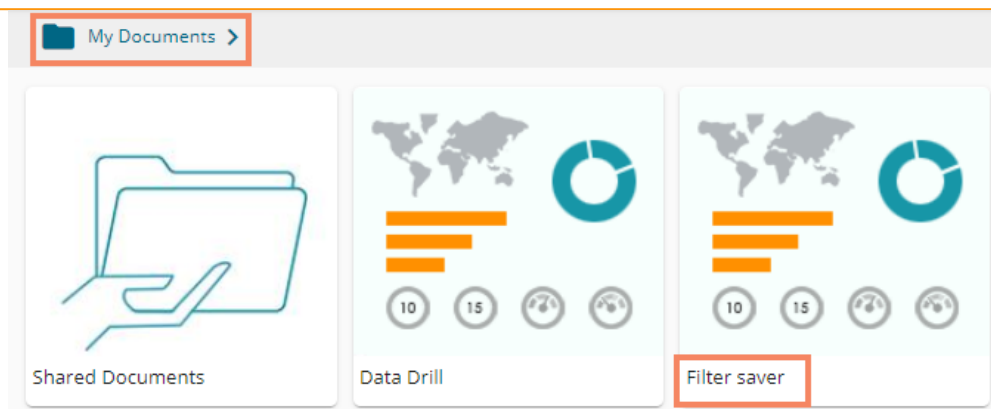 My Documents
10 15
10 15
Shared Documents
Data Drill
Filter saver